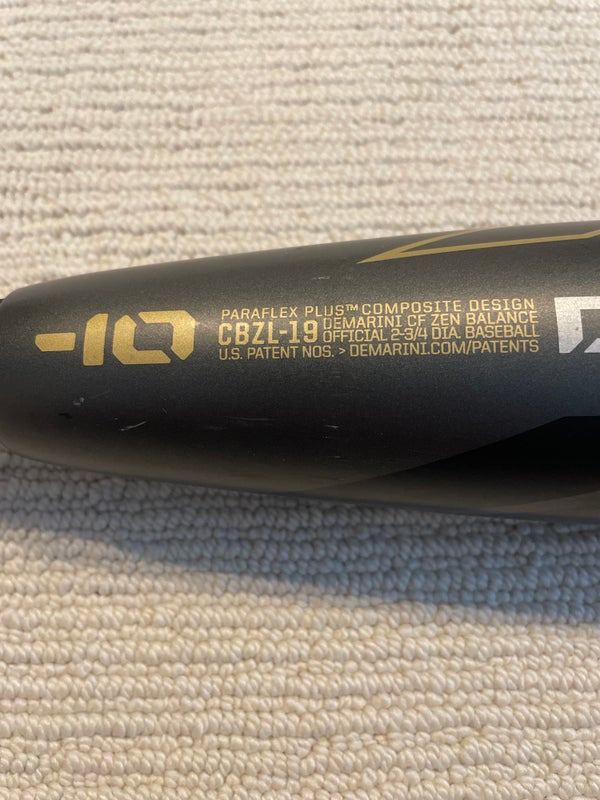 -10
PARAFLEX PLUS™ COMPOSITE DESIGN
CBZL-19 DEMARINI CF ZEN BALANCE
OFFICIAL 2-3/4 DIA. BASEBALL
U.S. PATENT NOS. > DEMARINI.COM/PATENTS